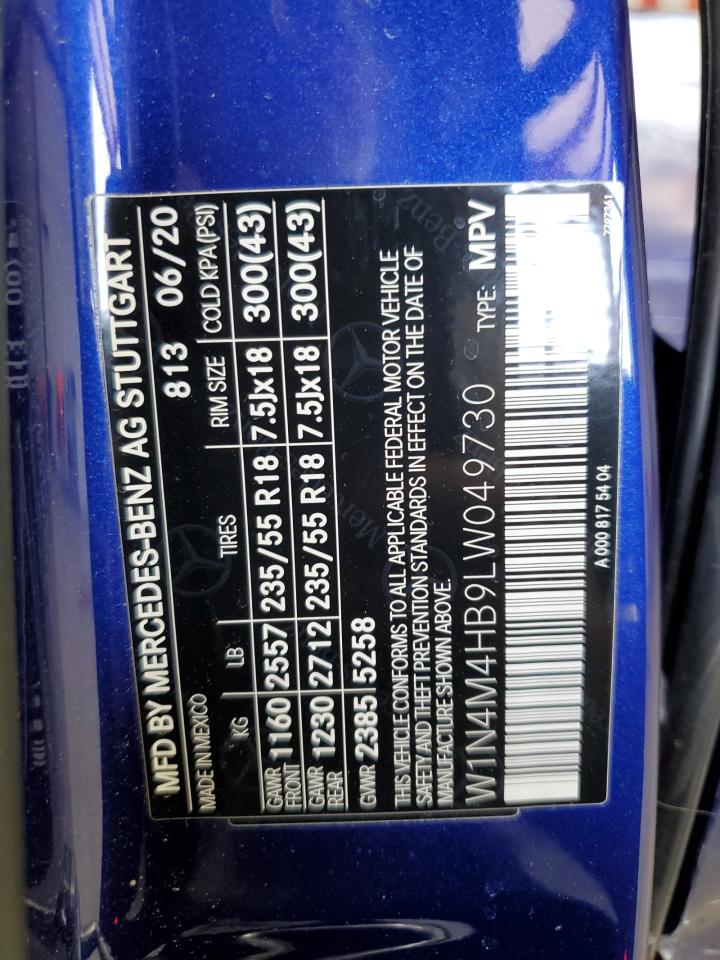 MFD BY MERCEDES-BENZ AG STUTTGART
MADE IN MEXICO 813 06/20
KG LB TIRES RIM SIZE COLD KPA(PSI)
GAWR FRONT 1160 2557 235/55 R18 7.5Jx18 300(43)
GAWR REAR 1230 2712 235/55 R18 7.5Jx18 300(43)
GVWR 2385 5258
THIS VEHICLE CONFORMS TO ALL APPLICABLE FEDERAL MOTOR VEHICLE
SAFETY AND THEFT PREVENTION STANDARDS IN EFFECT ON THE DATE OF
MANUFACTURE SHOWN ABOVE.
W1N4M4HB9LW049730 TYPE: MPV
A 000 817 54 04